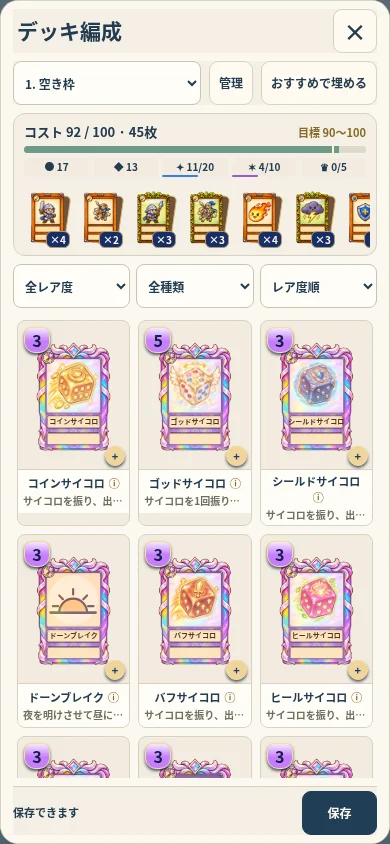 デッキ編成
1. 空き枠
管理
おすすめで埋める
コスト 92 / 100 · 45枚
目標 90〜100
17
13
11/20
4/10
0/5
×4
×2
×3
×3
×4
×3
全レア度
全種類
レア度順
3
5
3
コインサイコロ
ゴッドサイコロ
シールドサイコロ
+
+
+
コインサイコロ ⓘ
ゴッドサイコロ ⓘ
シールドサイコロ
ⓘ
サイコロを振り、出…
サイコロを1回振り…
サイコロを振り、出…
3
3
3
ドーンブレイク
バフサイコロ
ヒールサイコロ
+
+
+
ドーンブレイク ⓘ
バフサイコロ ⓘ
ヒールサイコロ ⓘ
夜を明けさせて昼に…
サイコロを振り、出…
サイコロを振り、出…
3
3
3
保存できます
保存